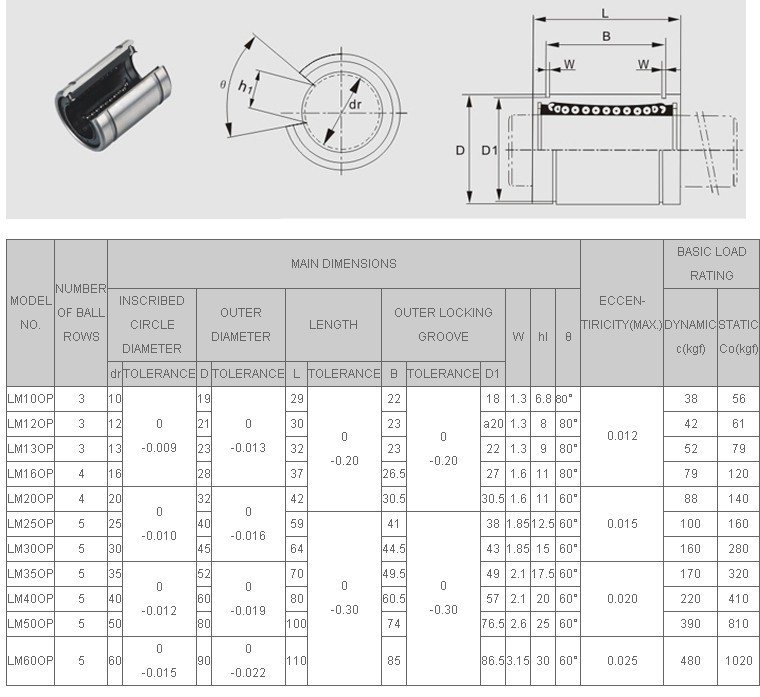 L
B
W W
θ h1 dr
D D1
MODEL NO. NUMBER OF BALL ROWS MAIN DIMENSIONS ECCEN-TIRICITY(MAX.) BASIC LOAD RATING
INSCRIBED CIRCLE DIAMETER OUTER DIAMETER LENGTH OUTER LOCKING GROOVE W hl θ DYNAMIC c(kgf) STATIC Co(kgf)
dr TOLERANCE D TOLERANCE L TOLERANCE B TOLERANCE D1
LM10OP 3 10 0 -0.009 19 0 -0.013 29 0 -0.20 22 0 -0.20 18 1.3 6.8 80° 0.012 38 56
LM12OP 3 12 21 30 23 a20 1.3 8 80° 42 61
LM13OP 3 13 23 32 23 22 1.3 9 80° 52 79
LM16OP 4 16 28 37 26.5 27 1.6 11 80° 79 120
LM20OP 4 20 0 -0.010 32 0 -0.016 42 30.5 30.5 1.6 11 60° 0.015 88 140
LM25OP 5 25 40 59 0 -0.30 41 0 -0.30 38 1.85 12.5 60° 100 160
LM30OP 5 30 45 64 44.5 43 1.85 15 60° 160 280
LM35OP 5 35 0 -0.012 52 0 -0.019 70 49.5 49 2.1 17.5 60° 0.020 170 320
LM40OP 5 40 60 80 60.5 57 2.1 20 60° 220 410
LM50OP 5 50 80 100 74 76.5 2.6 25 60° 390 810
LM60OP 5 60 0 -0.015 90 0 -0.022 110 85 86.5 3.15 30 60° 0.025 480 1020